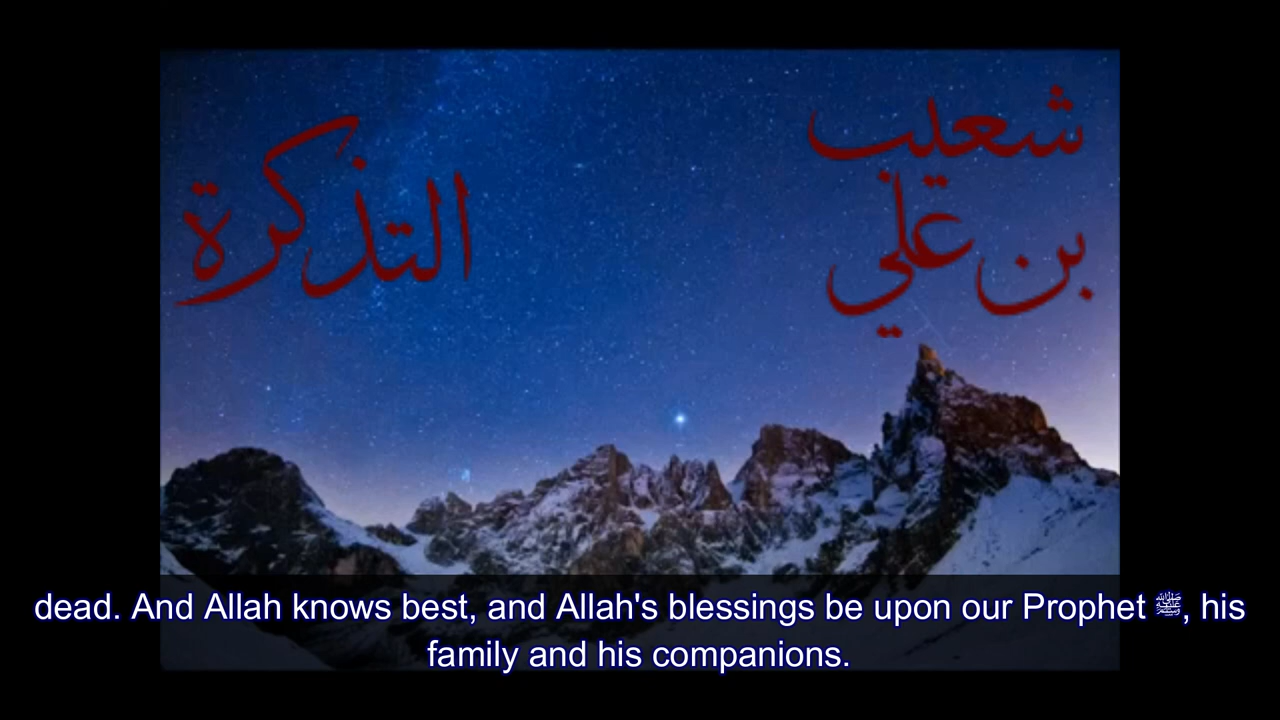 شعيب
بن علي
التذكرة
dead. And Allah knows best, and Allah's blessings be upon our Prophet ﷺ, his
family and his companions.